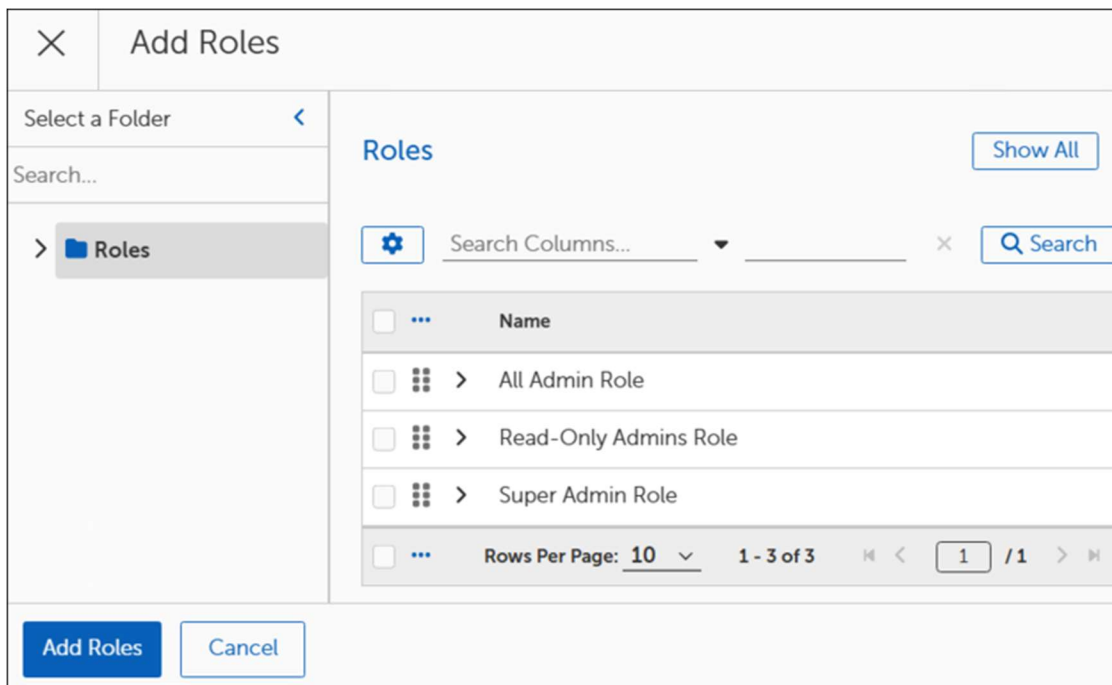 Add Roles
Select a Folder
Search...
Roles
Roles
Show All
Search Columns...
Search
Name
All Admin Role
Read-Only Admins Role
Super Admin Role
Rows Per Page: 10 1 - 3 of 3 1 / 1
Add Roles Cancel